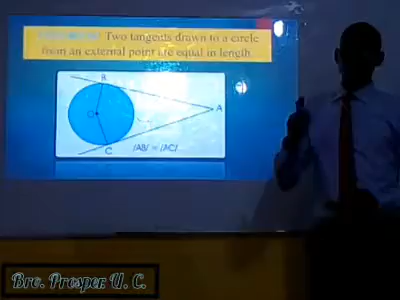 Two tangents drawn to a circle
from an external point are equal in length.
B
A
O
C
/AB/ = /AC/
Bro. Prosper U. C.